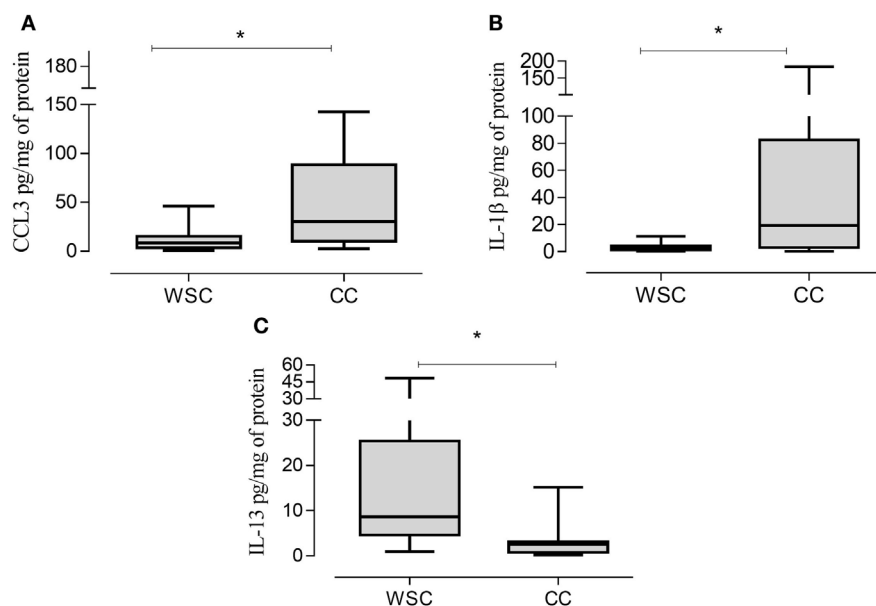 A
*
CCL3 pg/mg of protein
180
150
100
50
0
WSC CC
B
*
IL-1β pg/mg of protein
200
150
100
80
60
40
20
0
WSC CC
C
*
IL-13 pg/mg of protein
60
45
30
30
20
10
0
WSC CC